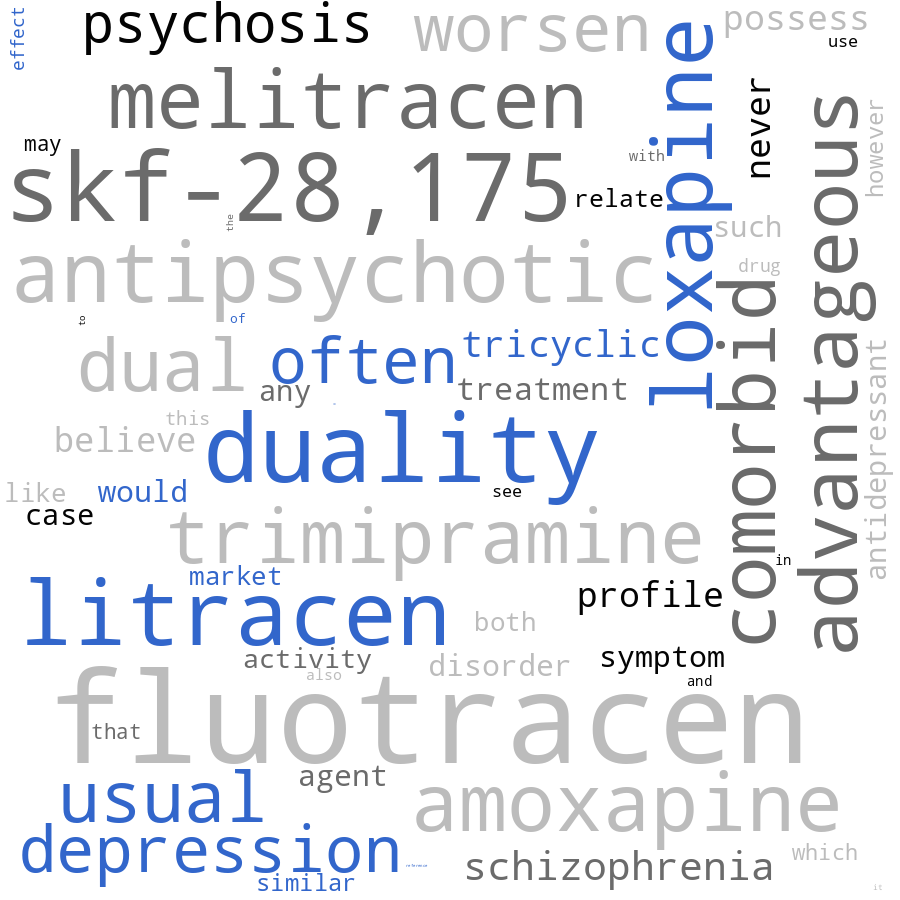 effect
psychosis
worsen
possess
use
melitracen
loxapine
never
advantageous
however
may
skf-28,175
with
relate
the
such
antipsychotic
drug
comorbid
to
of
dual
often
tricyclic
any
treatment
antidepressant
this
believe
duality
like
would
see
case
trimipramine
in
market
litracen
profile
both
activity
disorder
symptom
also
and
fluotracen
that
agent
usual
amoxapine
depression
schizophrenia
which
similar
reference
it